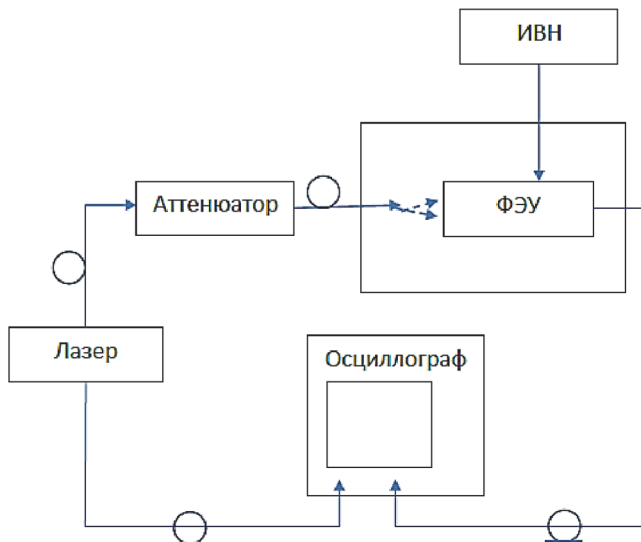 ИВН
Аттенюатор
ФЭУ
Лазер
Осциллограф